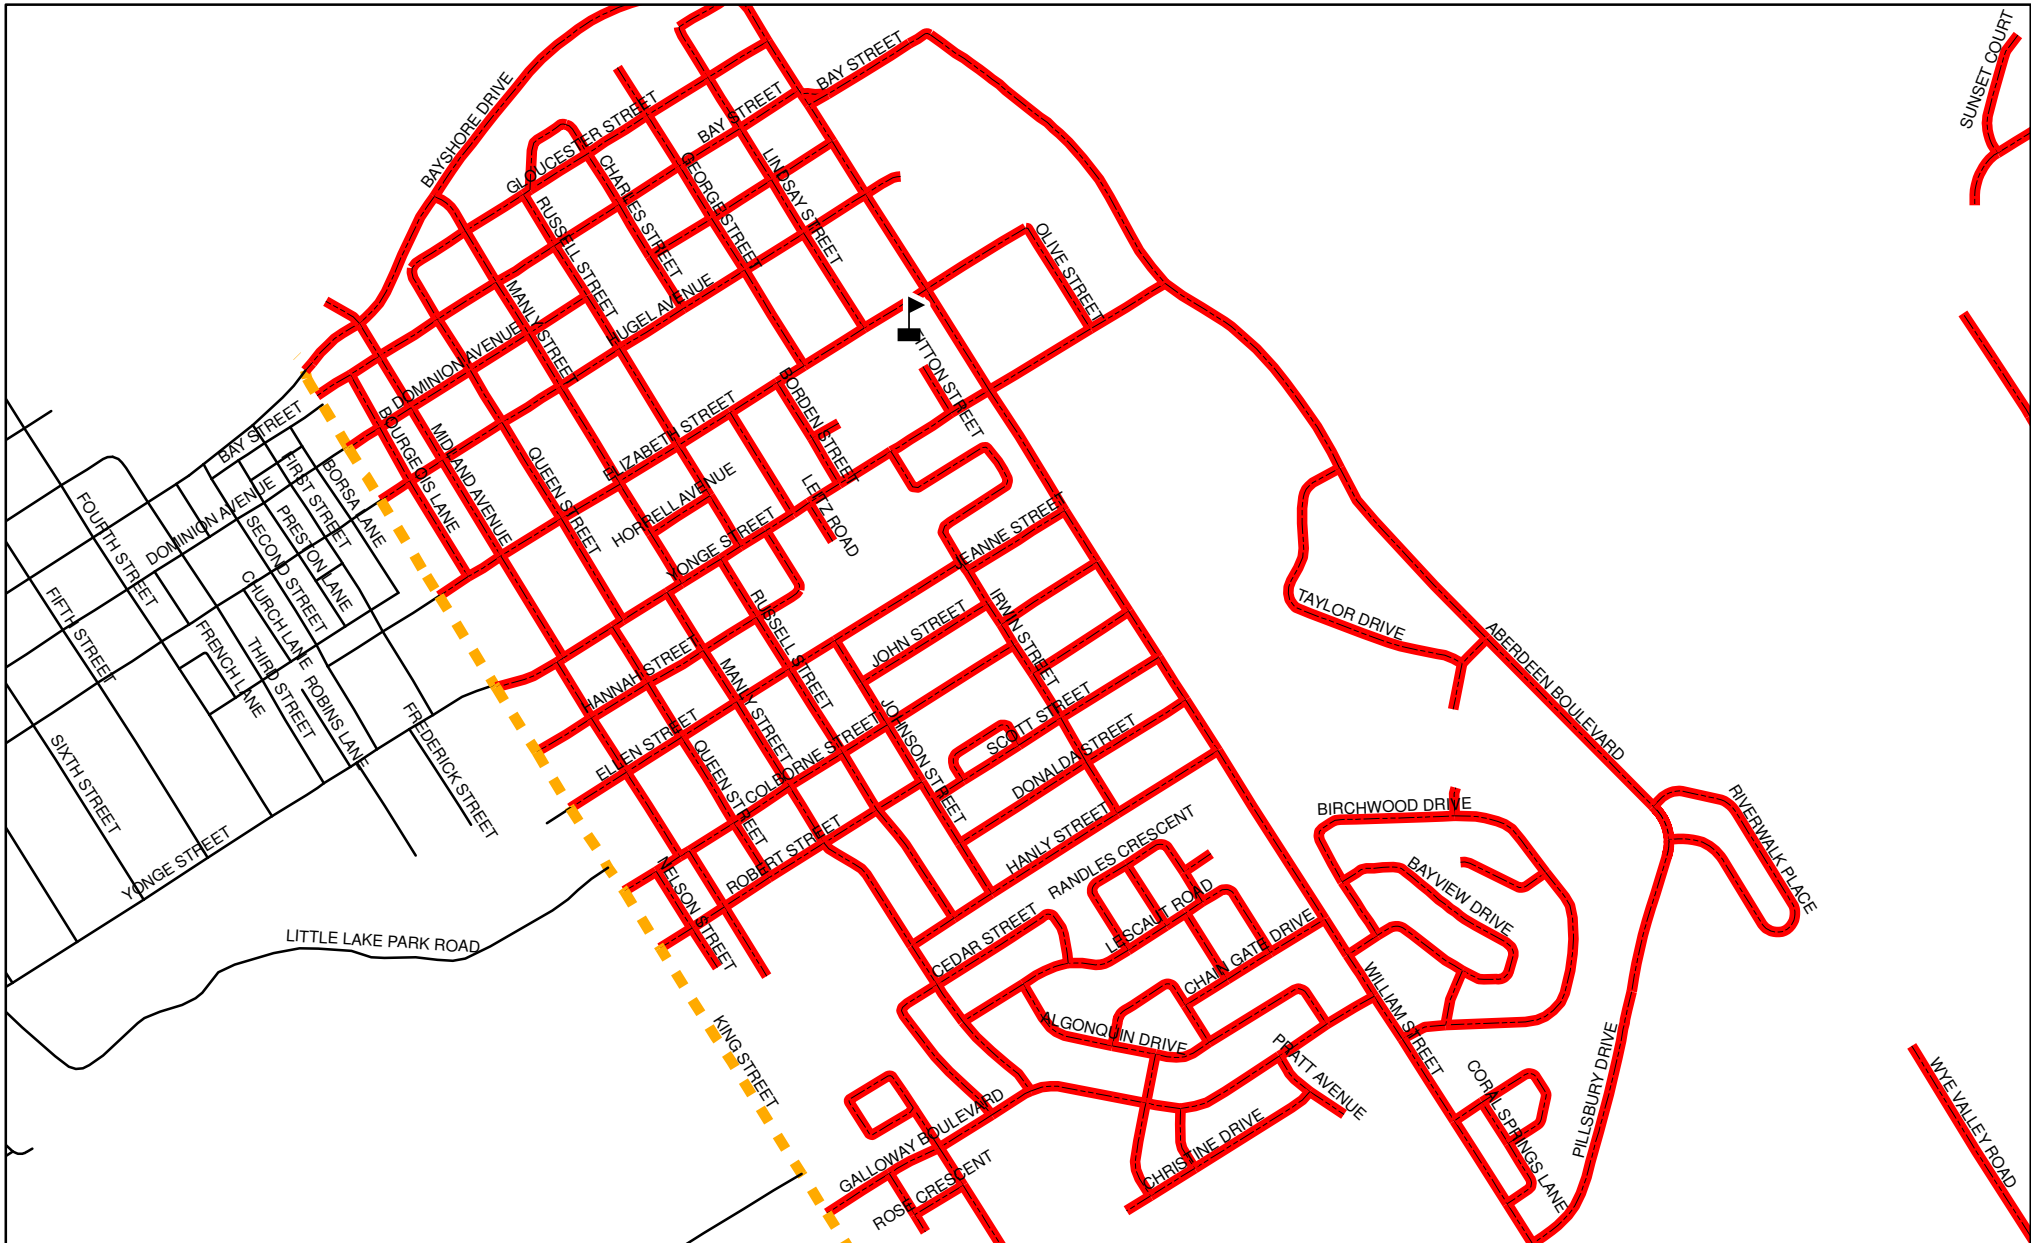 SUNSET COURT
BAY STREET
BAYSHORE DRIVE
GLOUCESTER STREET
BAY STREET
CHARLES STREET
GEORGE STREET
LINDSAY STREET
RUSSELL STREET
OLIVE STREET
MANLY STREET
HUGEL AVENUE
DOMINION AVENUE
BORDEN STREET
ELIZABETH STREET
BAY STREET
BOURGEOIS LANE
MIDLAND AVENUE
QUEEN STREET
HORRELL AVENUE
LEITZ ROAD
YONGE STREET
JEANNE STREET
FIRST STREET
BORSA LANE
DOMINION AVENUE
FOURTH STREET
SECOND STREET
PRESTON LANE
CHURCH LANE
FIFTH STREET
FRENCH LANE
THIRD STREET
ROBINS LANE
FREDERICK STREET
SIXTH STREET
YONGE STREET
LITTLE LAKE PARK ROAD
HANNAH STREET
RUSSELL STREET
JOHN STREET
IRWIN STREET
TAYLOR DRIVE
ABERDEEN BOULEVARD
ELLEN STREET
MANLY STREET
QUEEN STREET
COLBORNE STREET
JOHNSON STREET
SCOTT STREET
DONALDA STREET
HANLY STREET
ROBERT STREET
NELSON STREET
RANDLES CRESCENT
BIRCHWOOD DRIVE
RIVERWALK PLACE
BAYVIEW DRIVE
LESCAUT ROAD
CEDAR STREET
CHAIN GATE DRIVE
WILLIAM STREET
ALGONQUIN DRIVE
KING STREET
PRATT AVENUE
CORAL SPRINGS LANE
PILLSBURY DRIVE
WYE VALLEY ROAD
GALLOWAY BOULEVARD
CHRISTINE DRIVE
ROSE CRESCENT